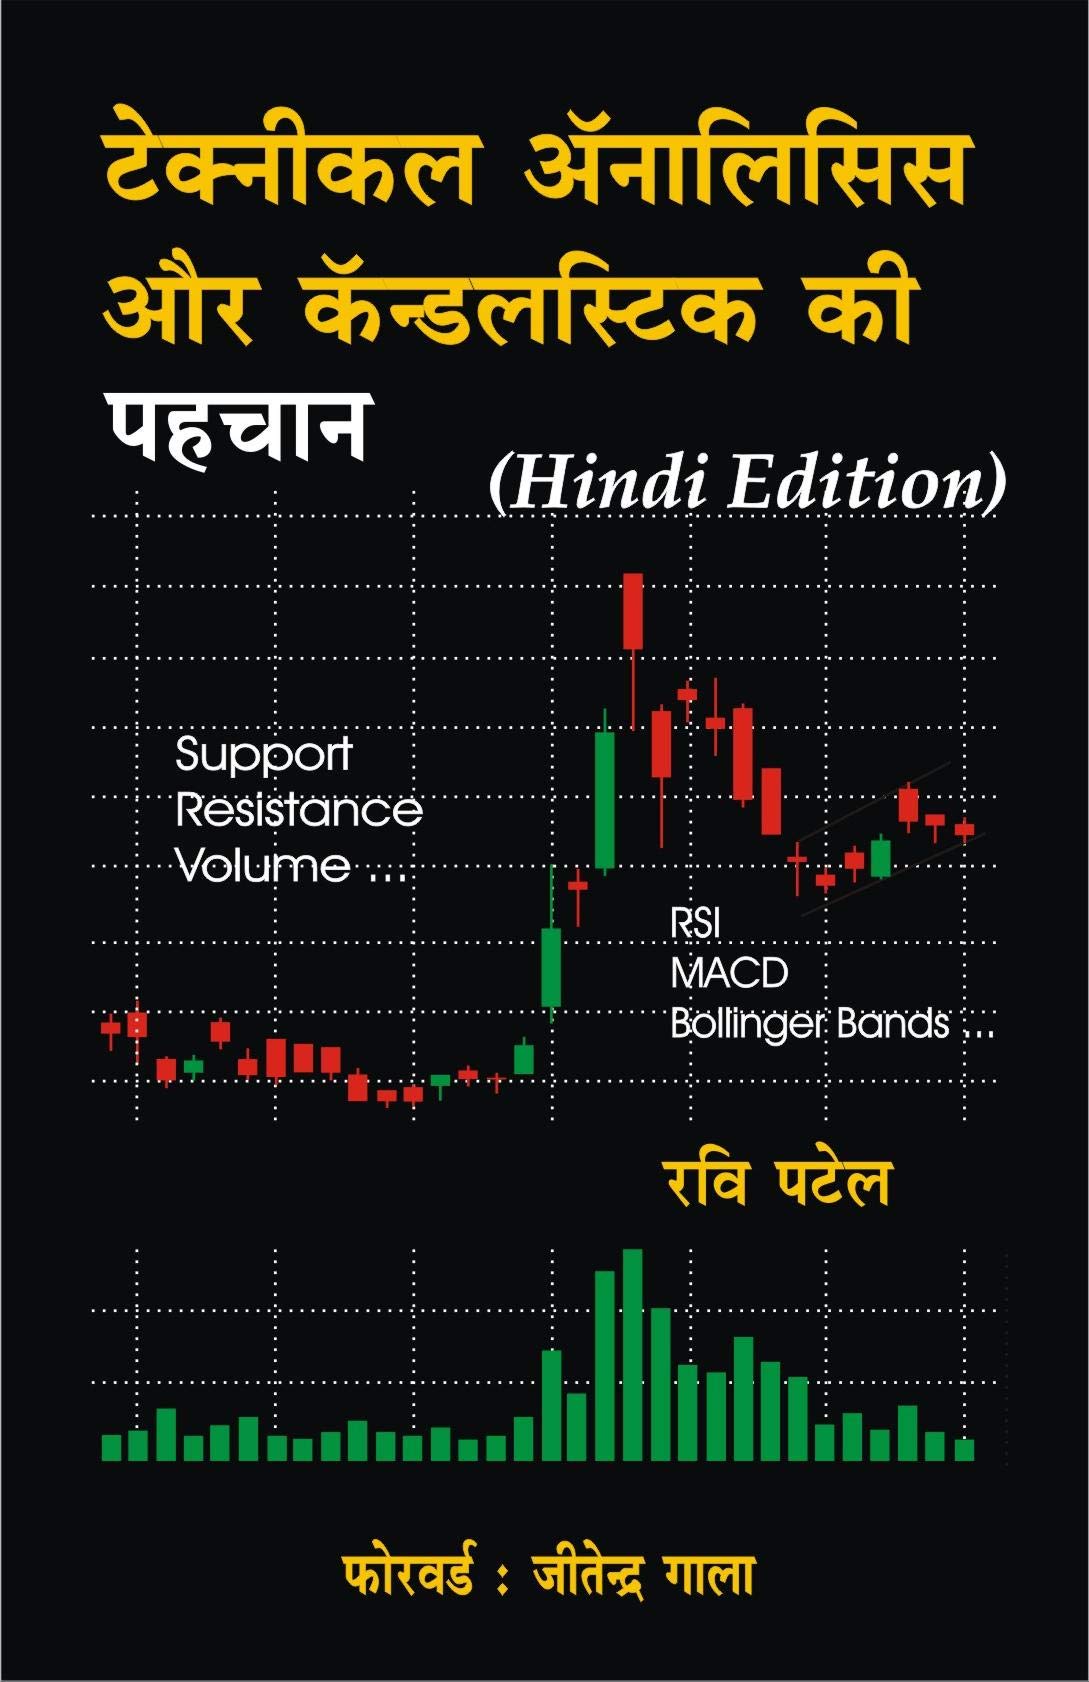 टेक्नीकल ॲनालिसिस
और कॅन्डलस्टिक की
पहचान
(Hindi Edition)
Support
Resistance
Volume ...
RSI
MACD
Bollinger Bands ...
रवि पटेल
फोरवर्ड : जीतेन्द्र गाला